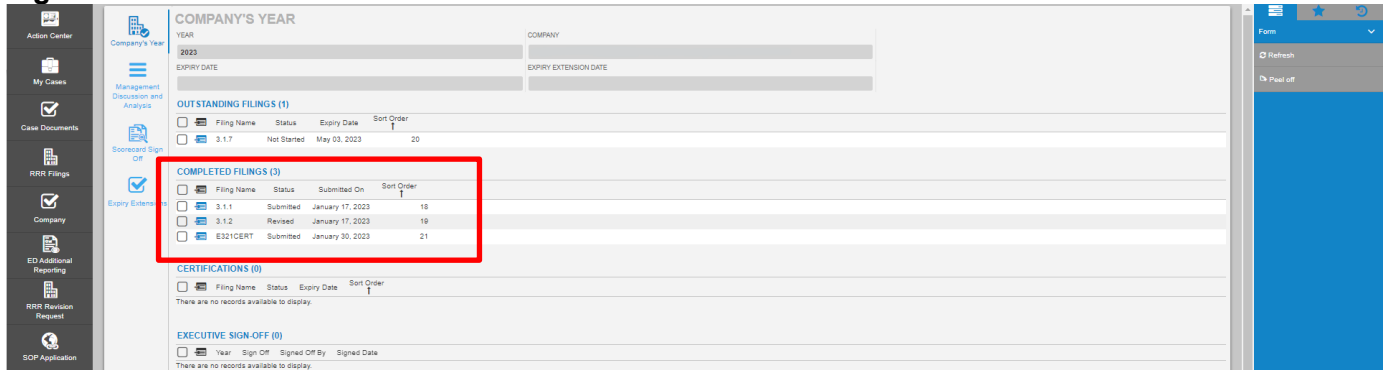 Action Center
My Cases
Case Documents
RRR Filings
Company
ED Additional
Reporting
RRR Revision
Request
SOP Application
Company's Year
Management
Discussion and
Analysis
Scorecard Sign
Off
Expiry Extensions
COMPANY'S YEAR
YEAR COMPANY
2023
EXPIRY DATE EXPIRY EXTENSION DATE
OUTSTANDING FILINGS (1)
Filing Name Status Expiry Date Sort Order ↑
3.1.7 Not Started May 03, 2023 20
COMPLETED FILINGS (3)
Filing Name Status Submitted On Sort Order ↑
3.1.1 Submitted January 17, 2023 18
3.1.2 Revised January 17, 2023 19
E321CERT Submitted January 30, 2023 21
CERTIFICATIONS (0)
Filing Name Status Expiry Date Sort Order ↑
There are no records available to display.
EXECUTIVE SIGN-OFF (0)
Year Sign Off Signed Off By Signed Date
There are no records available to display.
Form
Refresh
Peel off